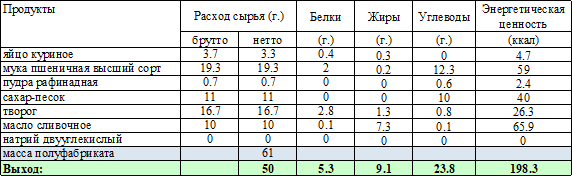 Продукты Расход сырья (г.) Белки Жиры Углеводы Энергетическая ценность
брутто нетто (г.) (г.) (г.) (ккал)
яйцо куриное 3.7 3.3 0.4 0.3 0 4.7
мука пшеничная высший сорт 19.3 19.3 2 0.2 12.3 59
пудра рафинадная 0.7 0.7 0 0 0.6 2.4
сахар-песок 11 11 0 10 40
творог 16.7 16.7 2.8 1.3 0.8 26.3
масло сливочное 10 10 0.1 7.3 0.1 65.9
натрий двууглекислый 0 0 0 0 0 0
масса полуфабриката 61
Выход: 50 5.3 9.1 23.8 198.3